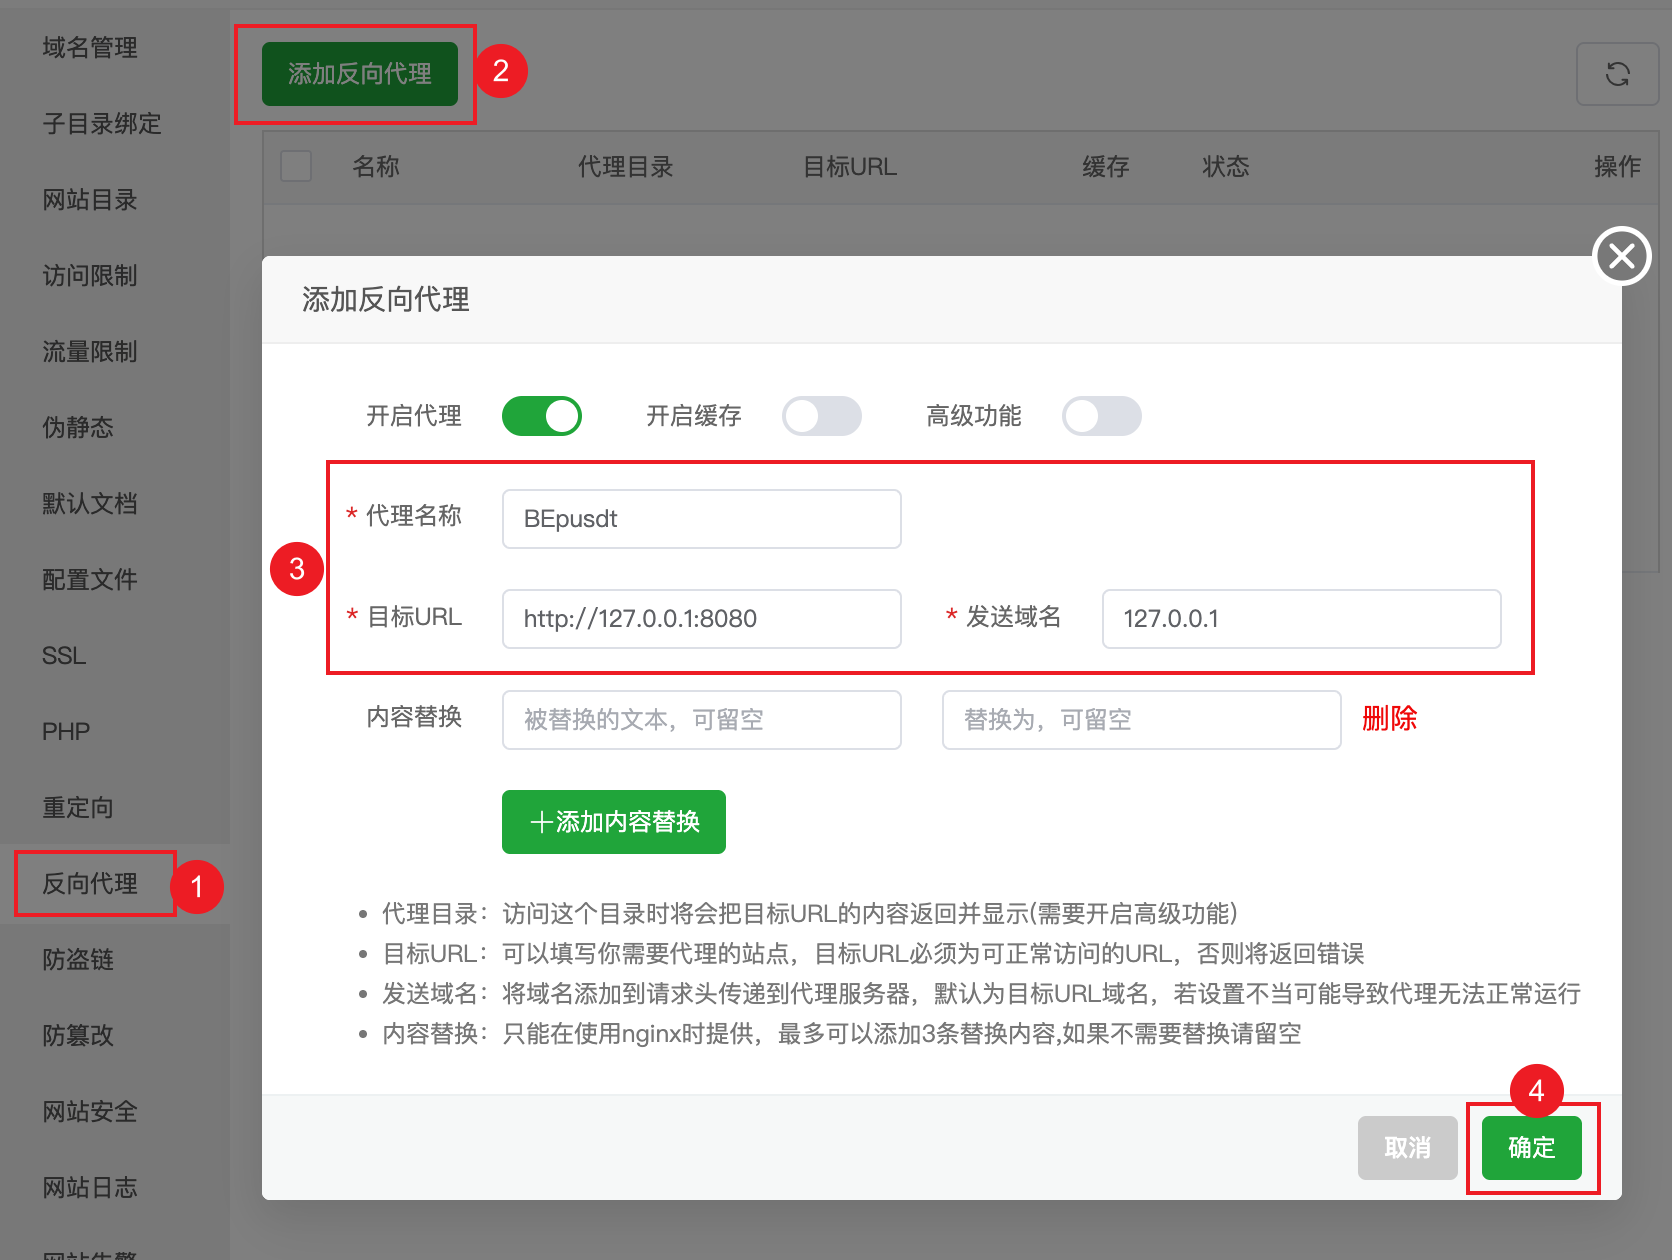 域名管理
子目录绑定
网站目录
访问限制
流量限制
伪静态
默认文档
配置文件
SSL
PHP
重定向
反向代理
1
防盗链
防篡改
网站安全
网站日志
网站告警
添加反向代理
2
名称 代理目录 目标URL 缓存 状态 操作
添加反向代理
开启代理 开启缓存 高级功能
3
* 代理名称 BEpusdt
* 目标URL http://127.0.0.1:8080 * 发送域名 127.0.0.1
内容替换 被替换的文本，可留空 替换为，可留空 删除
+添加内容替换
• 代理目录：访问这个目录时将会把目标URL的内容返回并显示(需要开启高级功能)
• 目标URL：可以填写你需要代理的站点，目标URL必须为可正常访问的URL，否则将返回错误
• 发送域名：将域名添加到请求头传递到代理服务器，默认为目标URL域名，若设置不当可能导致代理无法正常运行
• 内容替换：只能在使用nginx时提供，最多可以添加3条替换内容,如果不需要替换请留空
4
取消 确定